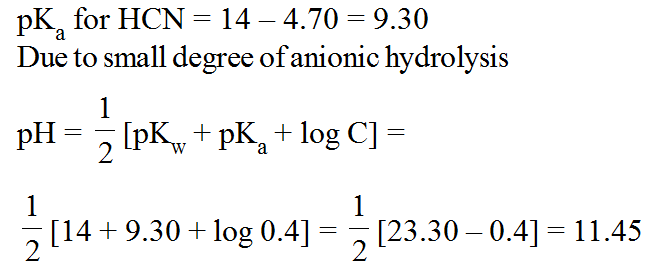 pKₐ for HCN = 14 – 4.70 = 9.30
Due to small degree of anionic hydrolysis
pH = 1/2 [pK_w + pKₐ + log C] =
1/2 [14 + 9.30 + log 0.4] = 1/2 [23.30 – 0.4] = 11.45